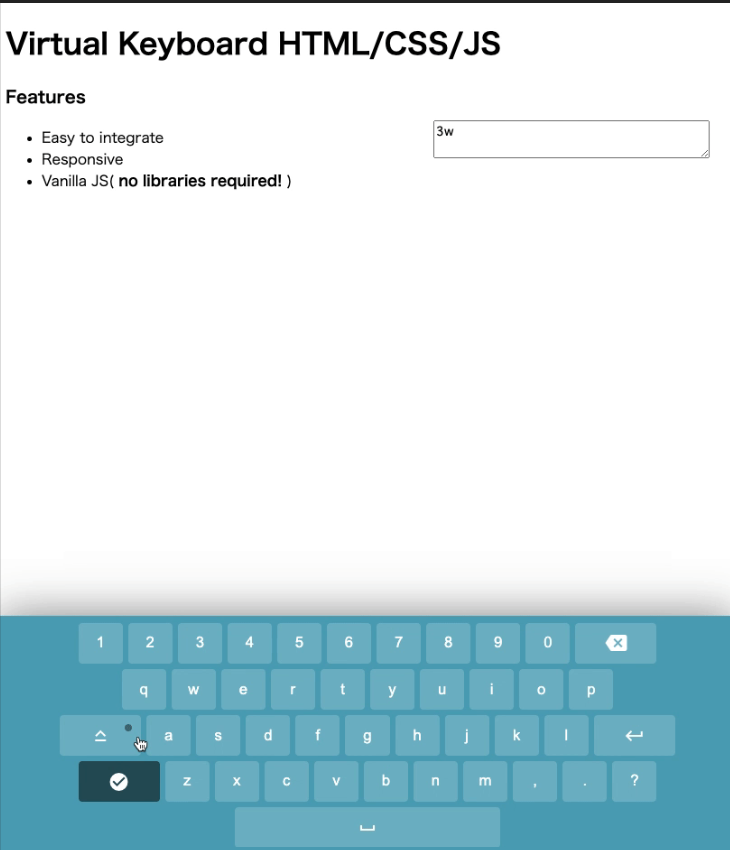 Virtual Keyboard HTML/CSS/JS
Features
• Easy to integrate
• Responsive
• Vanilla JS( no libraries required! )
3w
1 2 3 4 5 6 7 8 9 0
q w e r t y u i o p
a s d f g h j k l
z x c v b n m , . ?